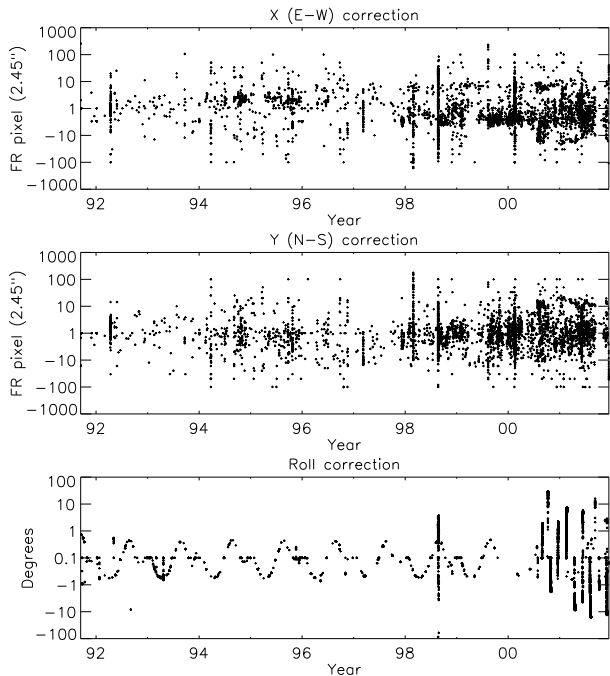 X (E-W) correction
1000
100
10
1
-10
-100
-1000
FR pixel (2.45")
92 94 96 98 00
Year
Y (N-S) correction
1000
100
10
1
-10
-100
-1000
FR pixel (2.45")
92 94 96 98 00
Year
Roll correction
100
10
1
0.1
-1
-10
-100
Degrees
92 94 96 98 00
Year